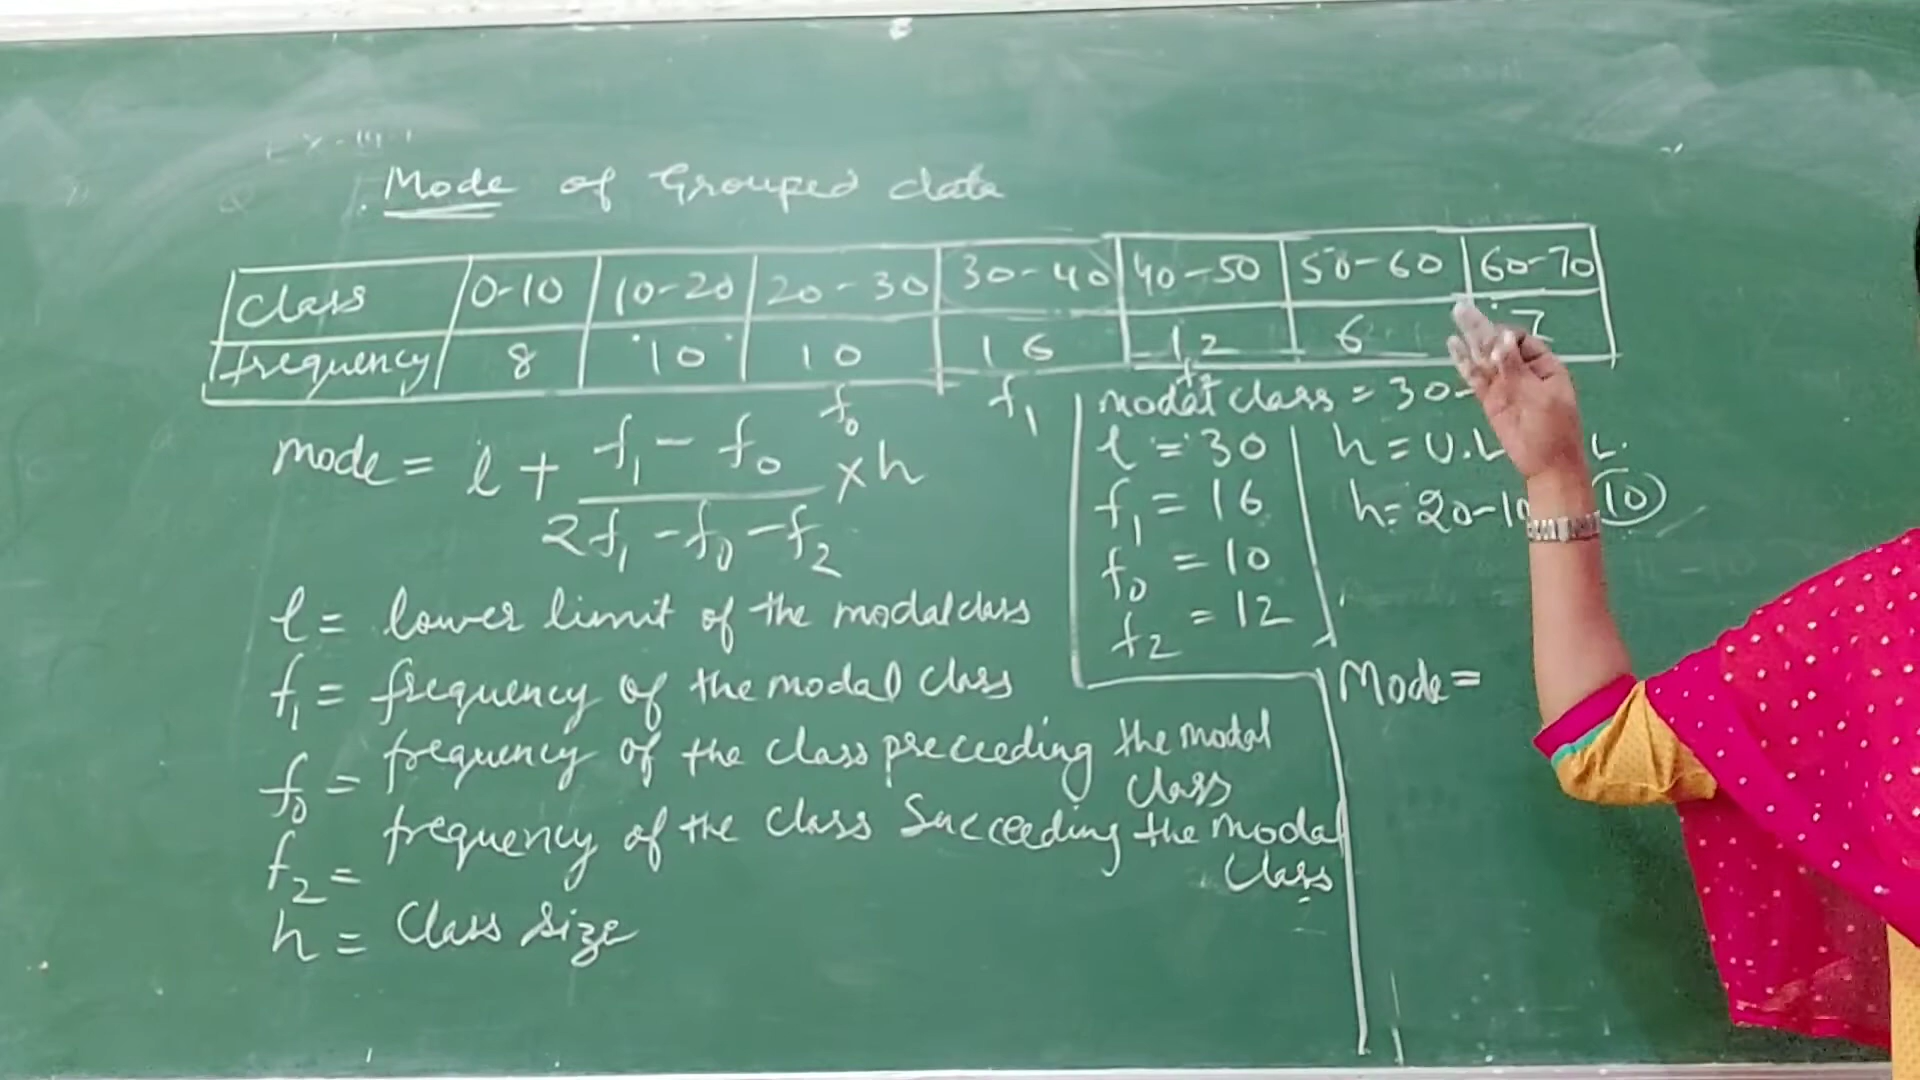 Mode of Grouped data
Class 0-10 10-20 20-30 30-40 40-50 50-60 60-70
frequency 8 10 10 16 12 6 7
f0 f1 f2
mode = l + f1 - f0 / 2f1 - f0 - f2 × h
l = lower limit of the modal class
f1 = frequency of the modal class
f0 = frequency of the class preceeding the modal class
f2 = frequency of the class Succeeding the modal class
h = Class size
modal class = 30-
l = 30
f1 = 16
f0 = 10
f2 = 12
h = U.L L.
h = 20-10 10
Mode =